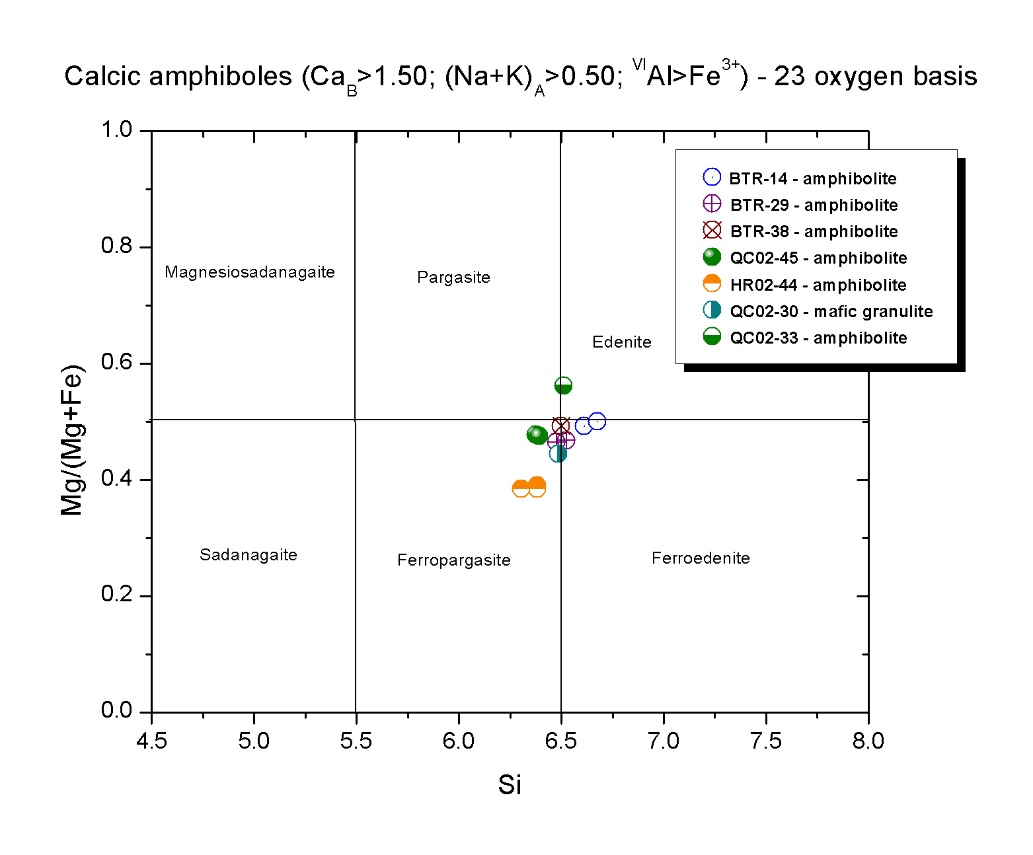 Calcic amphiboles (CaB>1.50; (Na+K)A>0.50; VIAl>Fe3+) - 23 oxygen basis
1.0
BTR-14 - amphibolite
BTR-29 - amphibolite
BTR-38 - amphibolite
QC02-45 - amphibolite
HR02-44 - amphibolite
QC02-30 - mafic granulite
QC02-33 - amphibolite
0.8
Magnesiosadanagaite
Pargasite
Edenite
0.6
Mg/(Mg+Fe)
0.4
Sadanagaite
Ferropargasite
Ferroedenite
0.2
0.0
4.5 5.0 5.5 6.0 6.5 7.0 7.5 8.0
Si